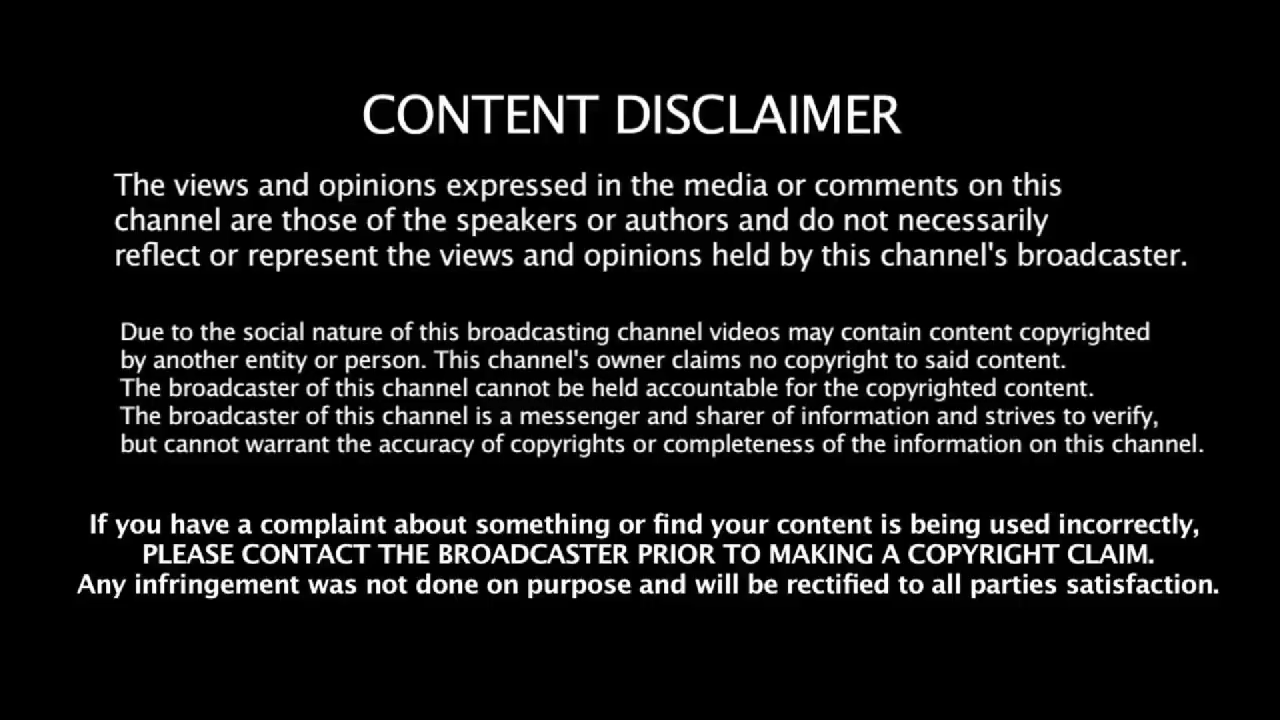 CONTENT DISCLAIMER
The views and opinions expressed in the media or comments on this
channel are those of the speakers or authors and do not necessarily
reflect or represent the views and opinions held by this channel's broadcaster.
Due to the social nature of this broadcasting channel videos may contain content copyrighted
by another entity or person. This channel's owner claims no copyright to said content.
The broadcaster of this channel cannot be held accountable for the copyrighted content.
The broadcaster of this channel is a messenger and sharer of information and strives to verify,
but cannot warrant the accuracy of copyrights or completeness of the information on this channel.
If you have a complaint about something or find your content is being used incorrectly,
PLEASE CONTACT THE BROADCASTER PRIOR TO MAKING A COPYRIGHT CLAIM.
Any infringement was not done on purpose and will be rectified to all parties satisfaction.